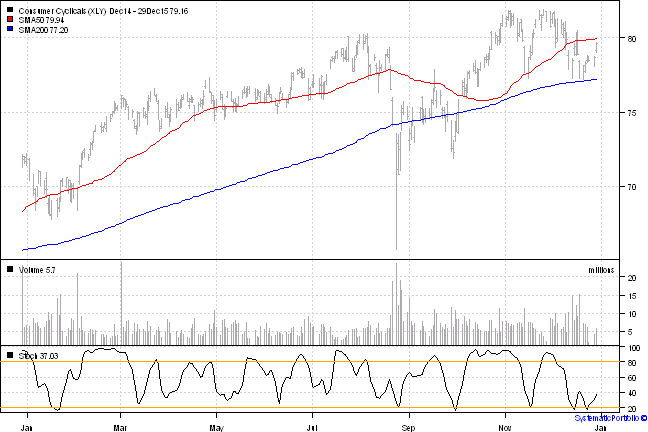 Consumer Cyclicals (XLY) Dec14 - 29Dec15 79.16
SMA50 79.94
SMA200 77.20
80
75
70
Volume 5.7
millions
20
15
10
5
Stoch 37.03
100
80
60
40
20
SystematicPortfolio ©
Jan Mar May Jul Sep Nov Jan